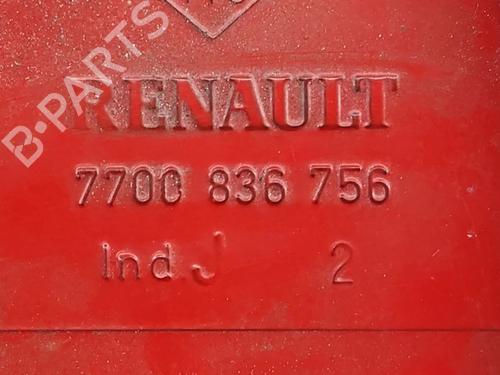 RENAULT
7700 836 756
Ind J 2
B-PARTS